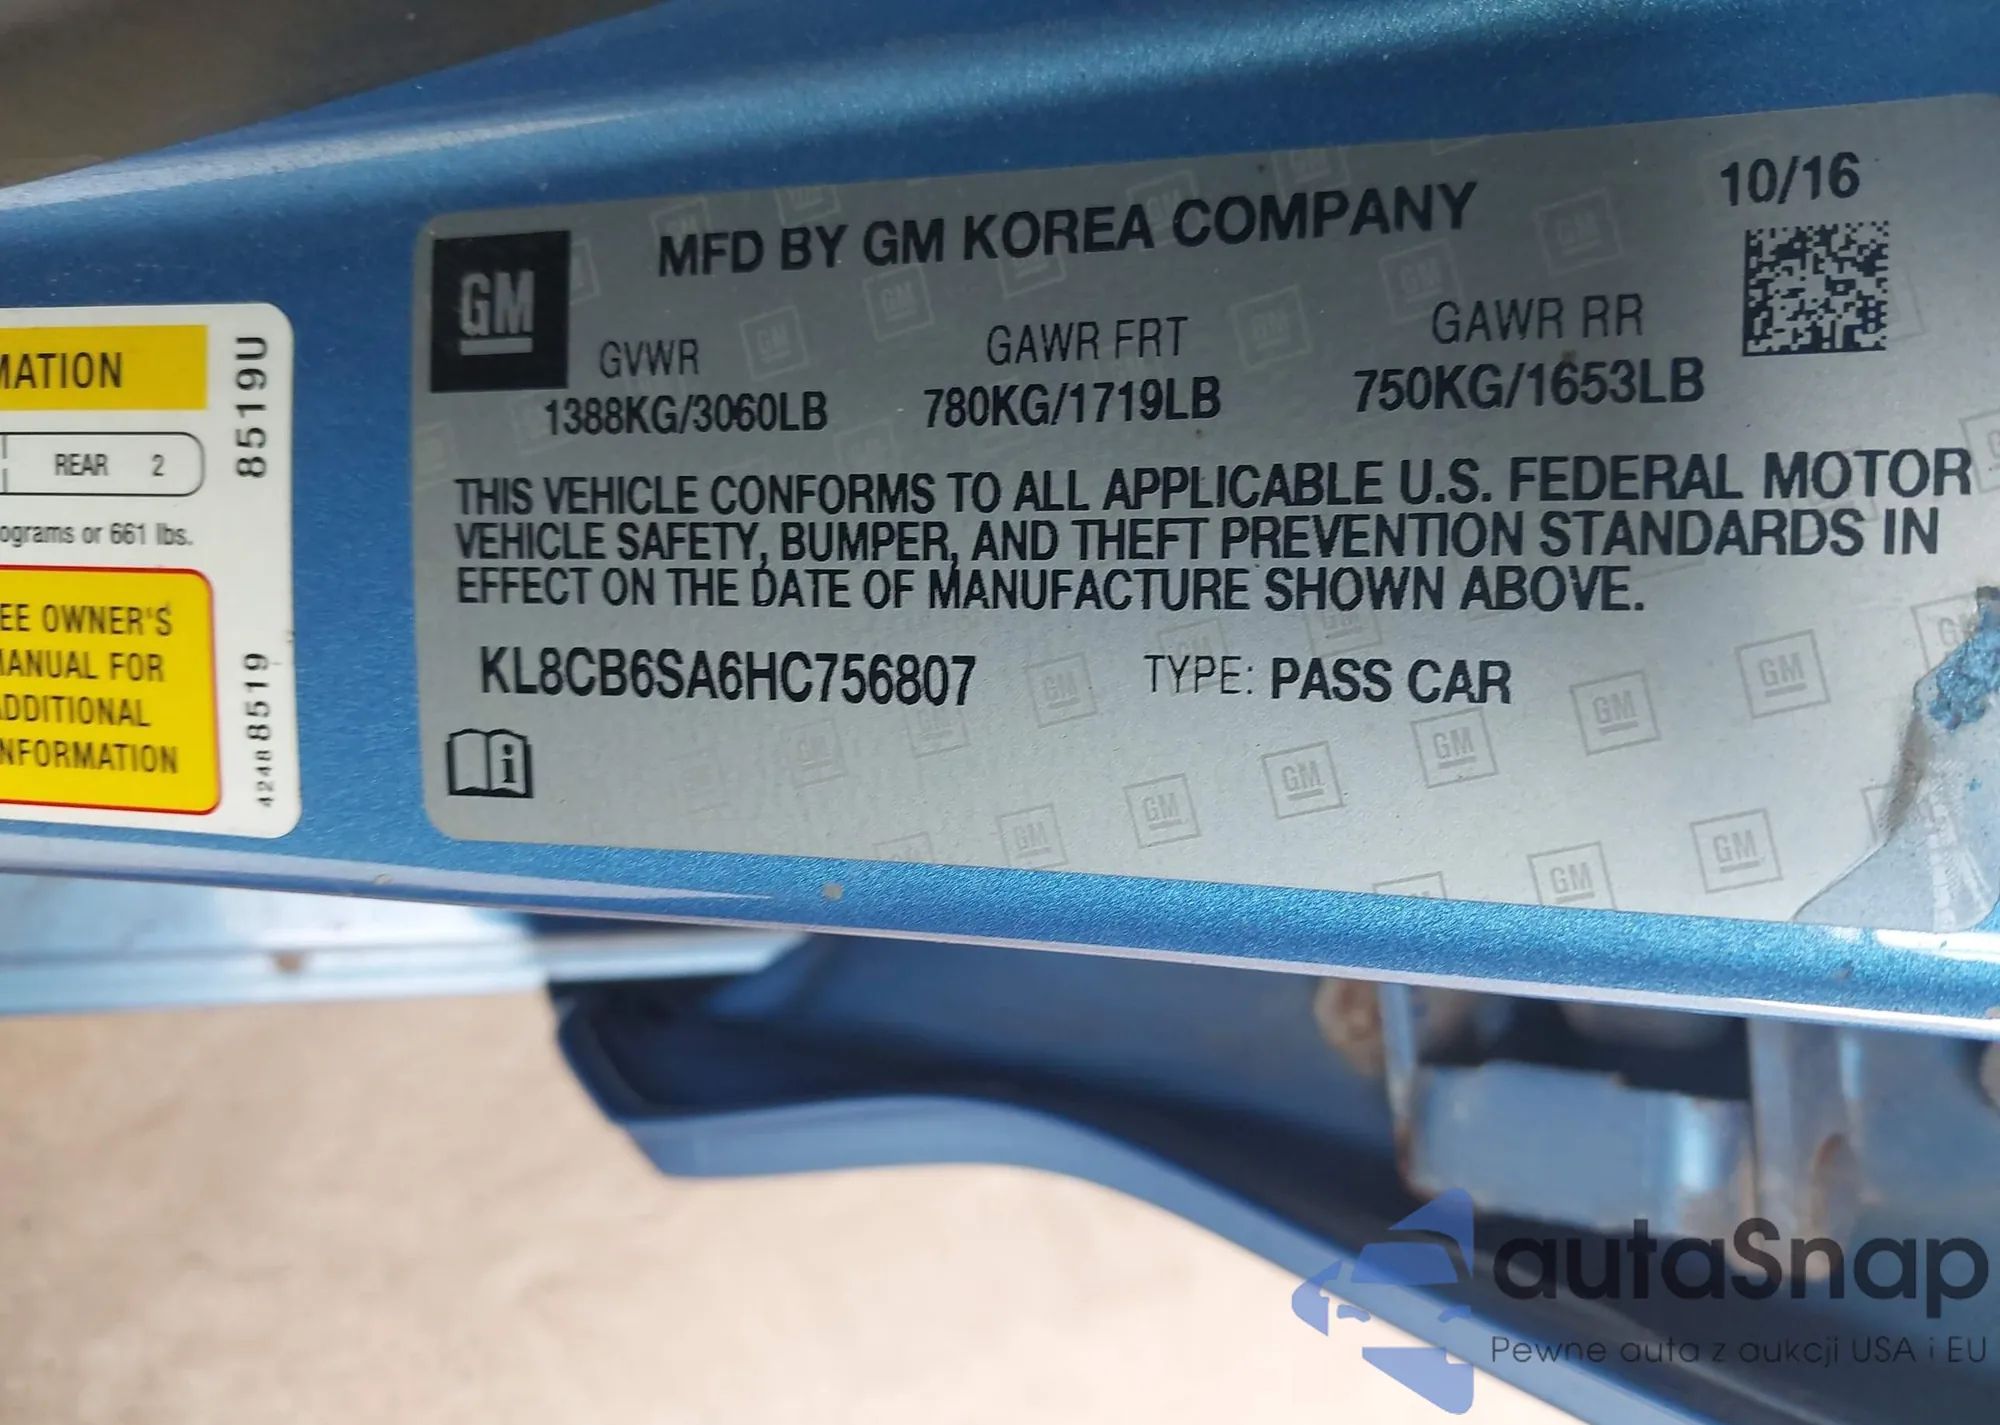 MATION
REAR 2
ograms or 661 lbs.
EE OWNER'S
MANUAL FOR
ADDITIONAL
INFORMATION
8519U
4248 8519
GM
MFD BY GM KOREA COMPANY
10/16
GVWR
GAWR FRT
GAWR RR
1388KG/3060LB
780KG/1719LB
750KG/1653LB
THIS VEHICLE CONFORMS TO ALL APPLICABLE U.S. FEDERAL MOTOR
VEHICLE SAFETY, BUMPER, AND THEFT PREVENTION STANDARDS IN
EFFECT ON THE DATE OF MANUFACTURE SHOWN ABOVE.
KL8CB6SA6HC756807
TYPE: PASS CAR
i
autaSnap
Pewne auta z aukcji USA i EU